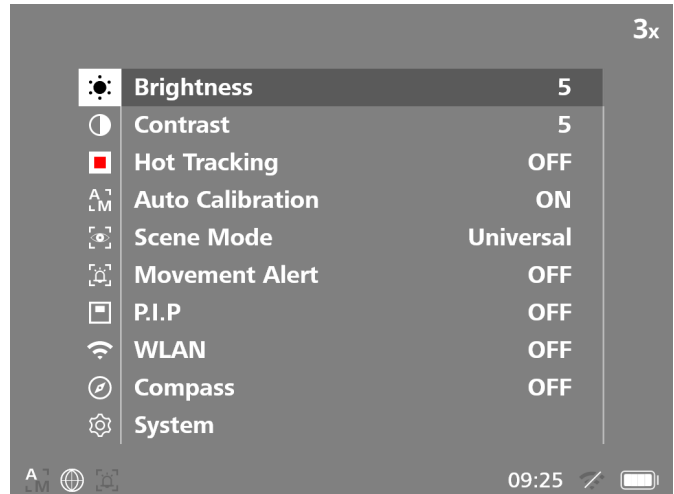 3x
Brightness 5
Contrast 5
Hot Tracking OFF
A M Auto Calibration ON
Scene Mode Universal
Movement Alert OFF
P.I.P OFF
WLAN OFF
Compass OFF
System
A M 09:25